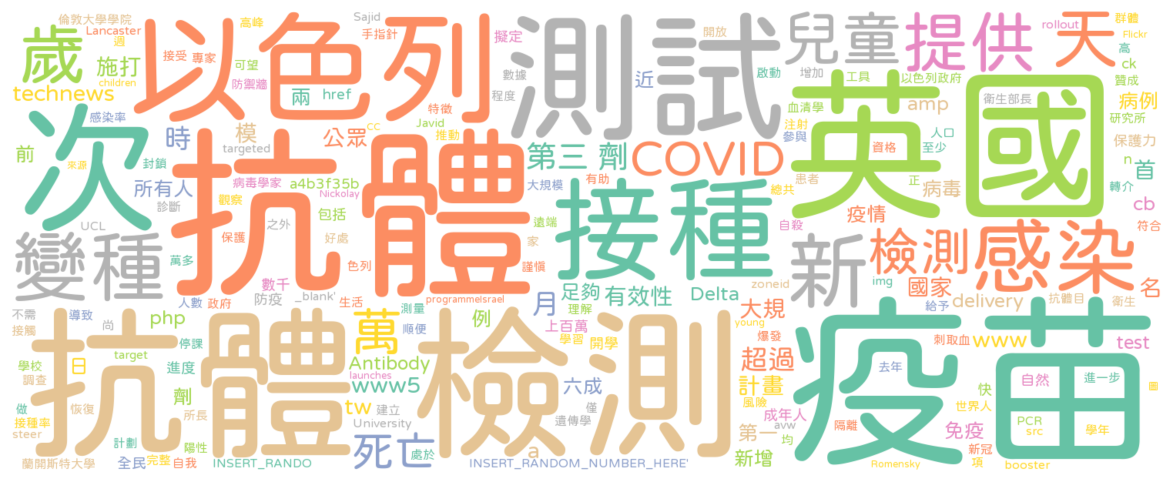 倫敦大學學院
Lancaster
週
高峰
Sajid
手指針
擬定
開放
rollout
群體
Flickr
歲
以色列
測試
兒童
提供
天
接受
專家
可望
防禦牆
施打
technews
children
兩
href
特徵
數據
程度
近
啟動
增加
工具
以色列政府
高
ck
贊成
感染率
次
時
模
targeted
公眾
Javid
推動
CC
抗體
第三 劑
COVID
血清學
注射
參與
amp
英國
衛生部長
病例
研究所
人口
至少
資格
保護力
n
前
來源
封鎖
所有人
診斷
病毒學家
Nickolay
a4b3f35b
觀察
包括
大規模
有助
接種
總共
患者
正
病毒
轉介
首
cb
UCL
之外
保護
好處
遠端
家
謹慎
自殺
疫情
符合
變種
萬多
色列
新
檢測
感染
數千
_blank'
防疫
人數
政府
生活
programmeIsrael
月
足夠
有效性
理解
Delta
zoneid
img
國家
給予
delivery
抗體目
衛生
名
不需
接觸
導致
尚
php
抗體
萬
測量
順便
檢測
例
上百萬
大規
young
爆發
刺取血
www
test
學校
調查
target
日
停課
進度
launches
Antibody
www5
學習
開學
超過
去年
疫苗
快
世界人
自然
進一步
圍
做
恢復
接種率
steer
劑
所長
tw
建立
University
六成
遺傳學
僅
計畫
風險
成年人
avw
均
隔離
免疫
PCR
src
學年
蘭開斯特大學
計劃
全民
陽性
完整
自我
INSERT_RANDO
死亡
處於
a
INSERT_RANDOM_NUMBER_HERE'
第一
新增
Romensky
新冠
項
booster